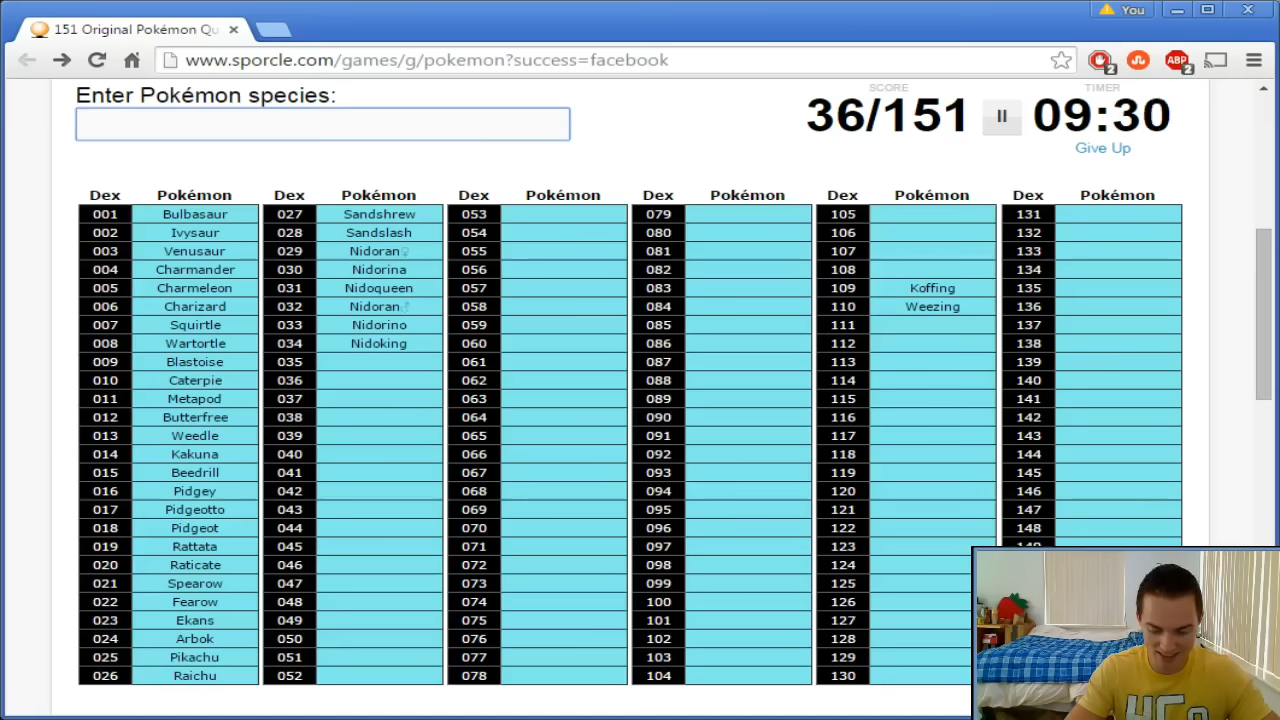 You
151 Original Pokémon Qu
www.sporcle.com/games/g/pokemon?success=facebook
2
ABP
2
Enter Pokémon species:
SCORE
36/151
TIMER
09:30
Give Up
Dex Pokémon Dex Pokémon Dex Pokémon Dex Pokémon Dex Pokémon Dex Pokémon
001 Bulbasaur 027 Sandshrew 053 079 105 131
002 Ivysaur 028 Sandslash 054 080 106 132
003 Venusaur 029 Nidoran♀ 055 081 107 133
004 Charmander 030 Nidorina 056 082 108 134
005 Charmeleon 031 Nidoqueen 057 083 109 Koffing 135
006 Charizard 032 Nidoran♂ 058 084 110 Weezing 136
007 Squirtle 033 Nidorino 059 085 111 137
008 Wartortle 034 Nidoking 060 086 112 138
009 Blastoise 035 061 087 113 139
010 Caterpie 036 062 088 114 140
011 Metapod 037 063 089 115 141
012 Butterfree 038 064 090 116 142
013 Weedle 039 065 091 117 143
014 Kakuna 040 066 092 118 144
015 Beedrill 041 067 093 119 145
016 Pidgey 042 068 094 120 146
017 Pidgeotto 043 069 095 121 147
018 Pidgeot 044 070 096 122 148
019 Rattata 045 071 097 123 149
020 Raticate 046 072 098 124
021 Spearow 047 073 099 125
022 Fearow 048 074 100 126
023 Ekans 049 075 101 127
024 Arbok 050 076 102 128
025 Pikachu 051 077 103 129
026 Raichu 052 078 104 130